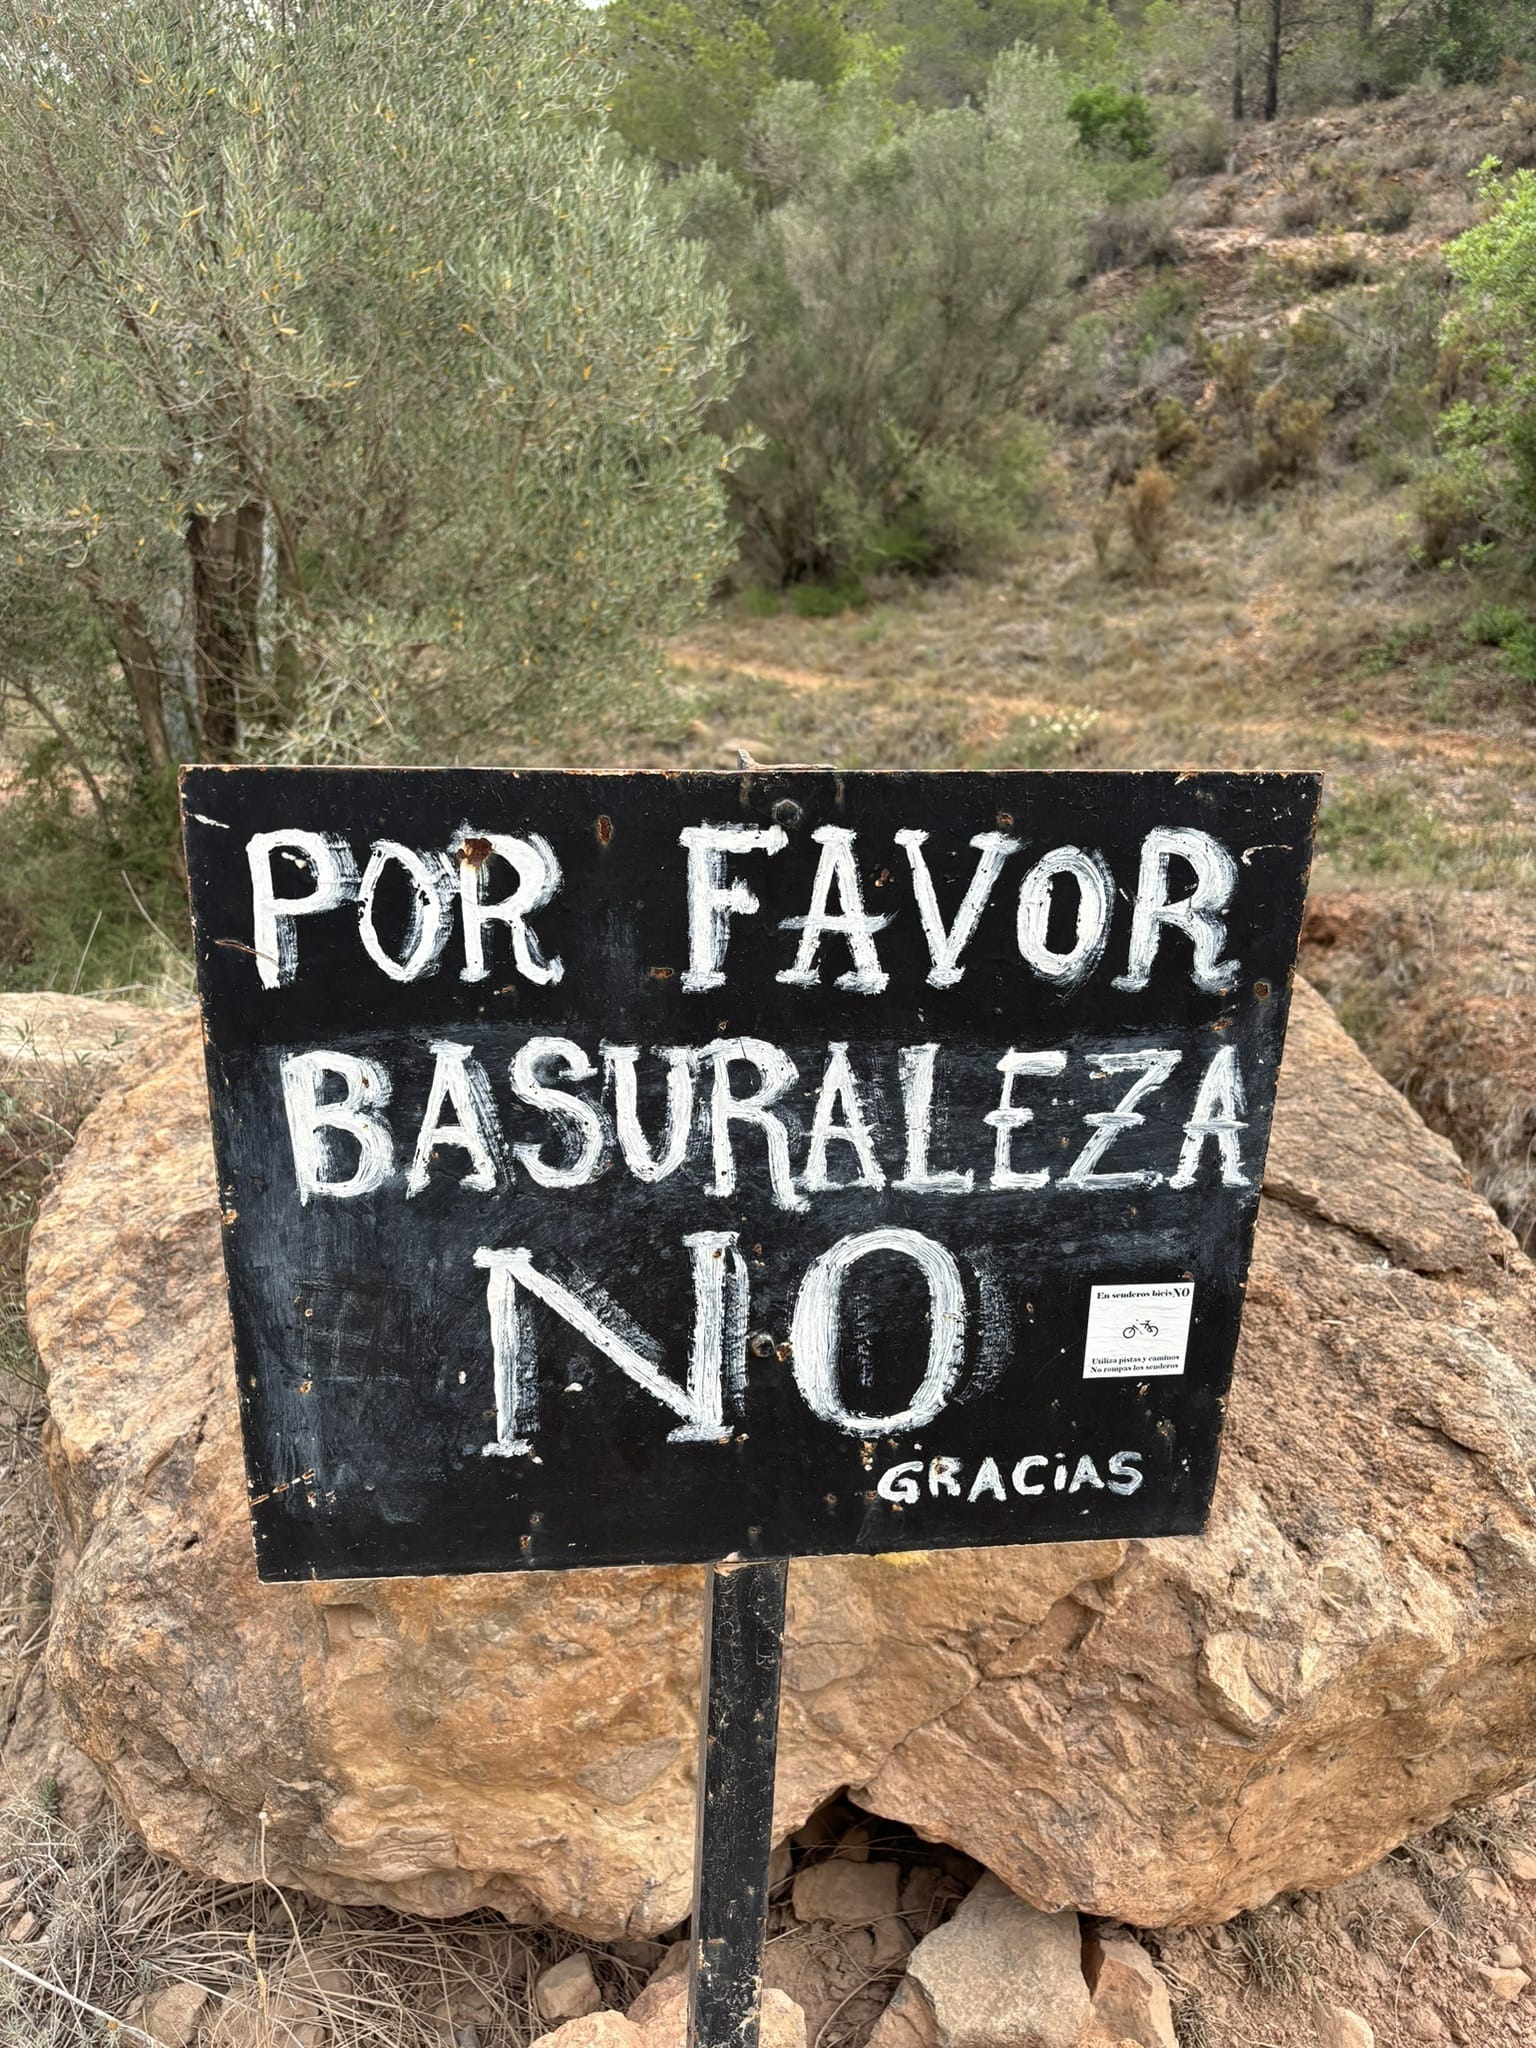 POR FAVOR
BASURALEZA
NO
GRACiAS
En senderos bicis NO
Utiliza pistas y caminos
No rompas los senderos